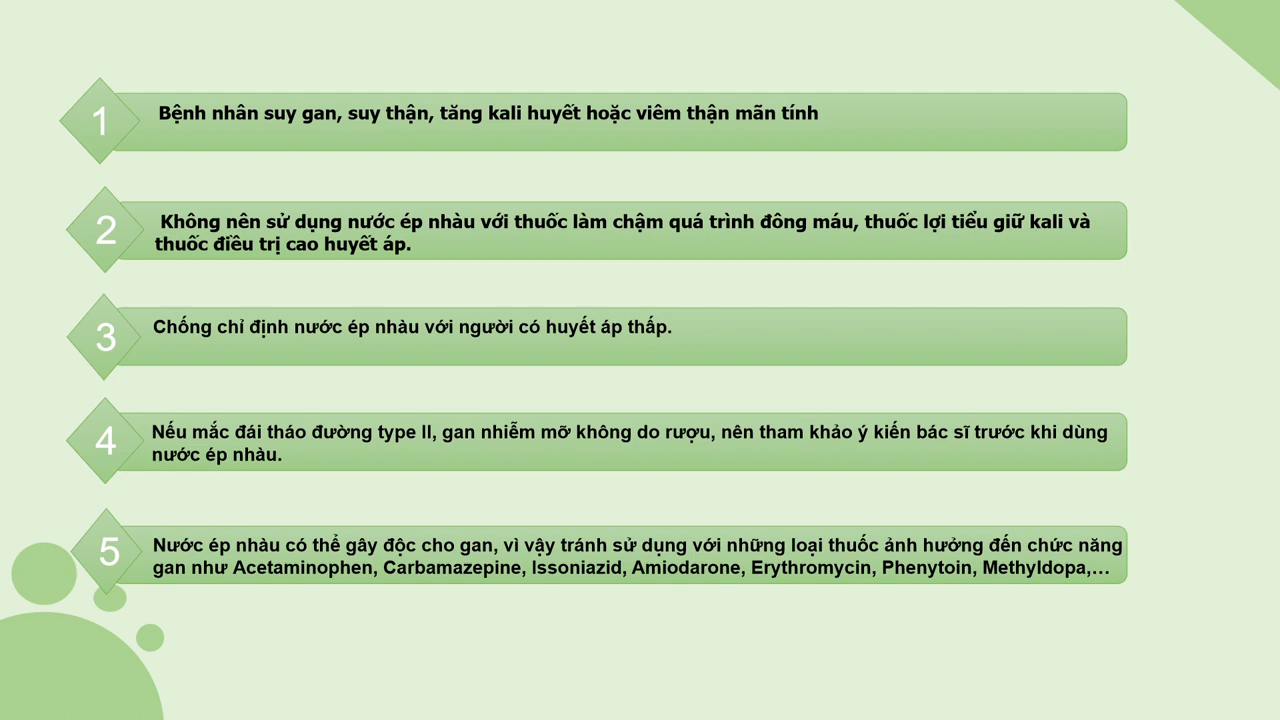 1
Bệnh nhân suy gan, suy thận, tăng kali huyết hoặc viêm thận mãn tính
2
Không nên sử dụng nước ép nhàu với thuốc làm chậm quá trình đông máu, thuốc lợi tiểu giữ kali và
thuốc điều trị cao huyết áp.
3
Chống chỉ định nước ép nhàu với người có huyết áp thấp.
4
Nếu mắc đái tháo đường type II, gan nhiễm mỡ không do rượu, nên tham khảo ý kiến bác sĩ trước khi dùng
nước ép nhàu.
5
Nước ép nhàu có thể gây độc cho gan, vì vậy tránh sử dụng với những loại thuốc ảnh hưởng đến chức năng
gan như Acetaminophen, Carbamazepine, Issoniazid, Amiodarone, Erythromycin, Phenytoin, Methyldopa,…